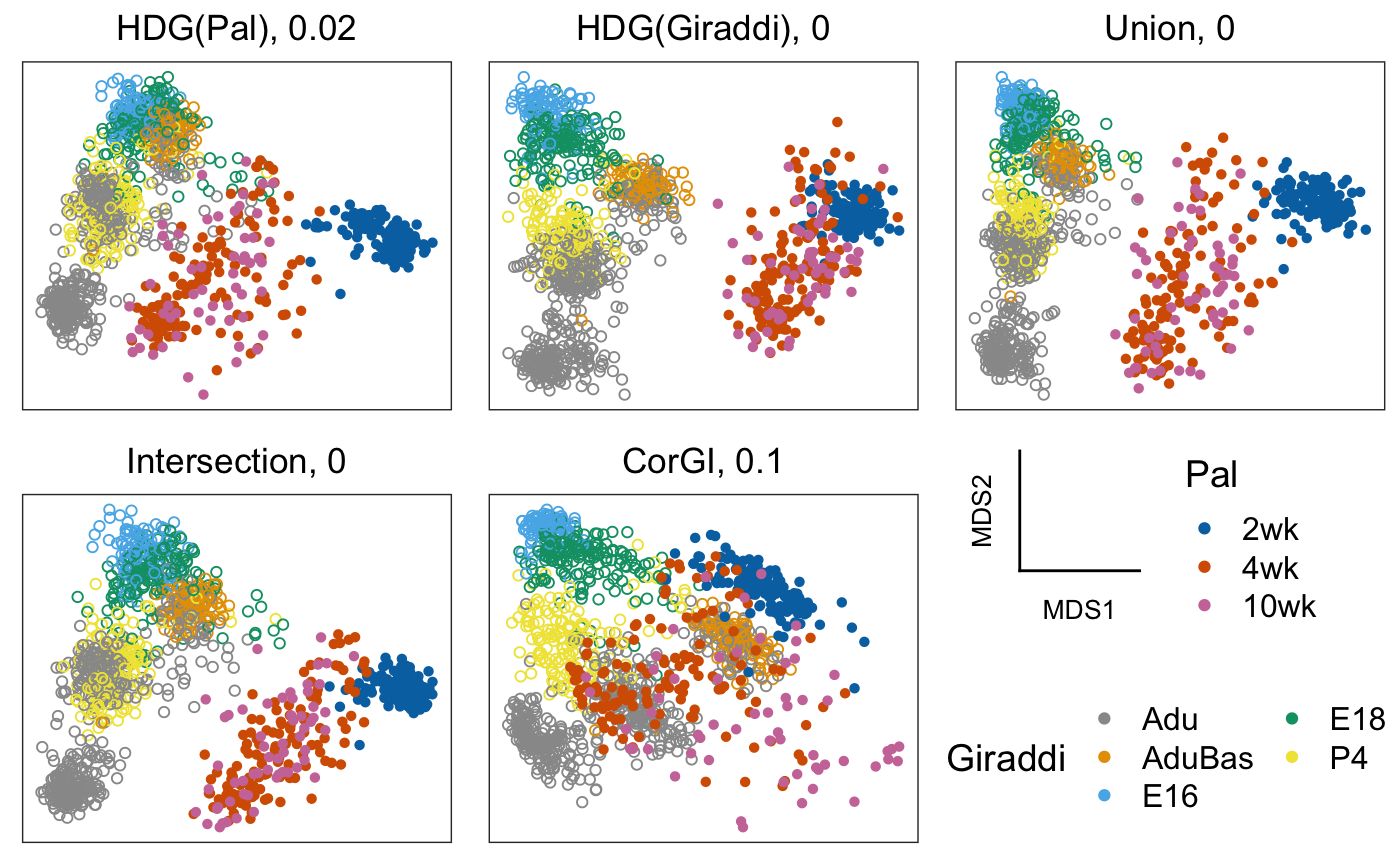 HDG(Pal), 0.02
HDG(Giraddi), 0
Union, 0
Intersection, 0
CorGI, 0.1
MDS2
MDS1
Pal
2wk
4wk
10wk
Giraddi
Adu
AduBas
E16
E18
P4